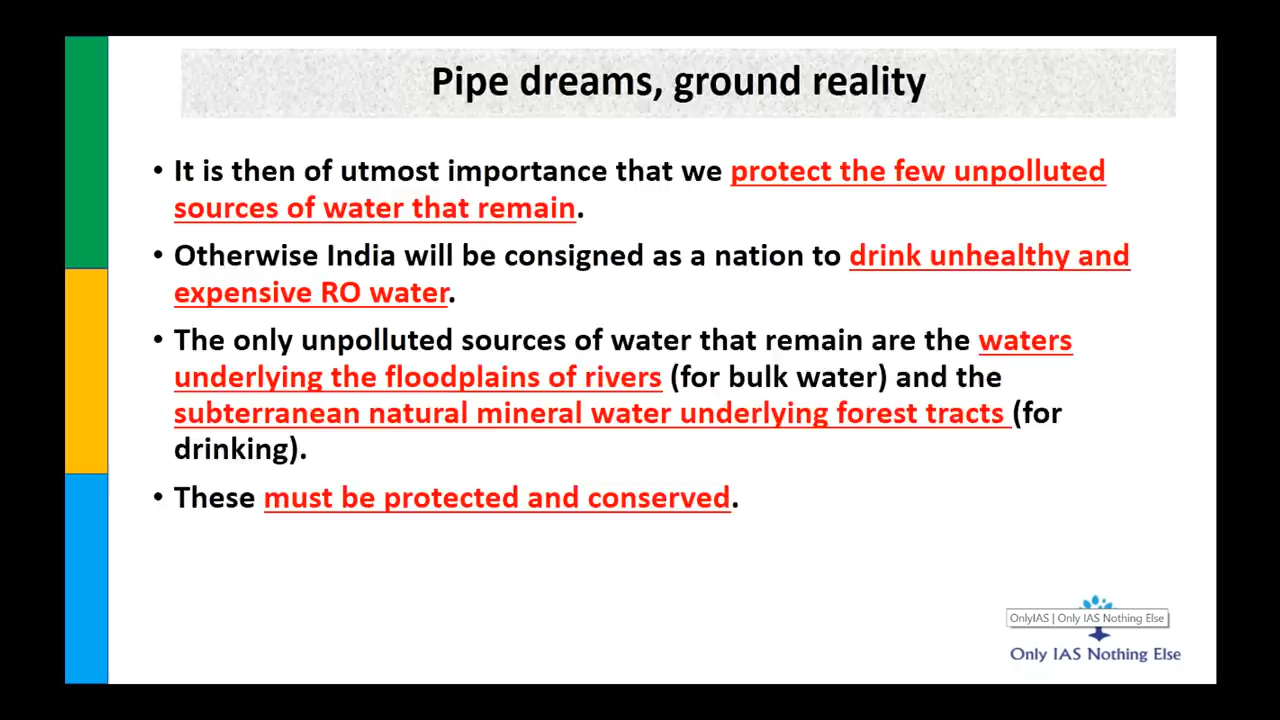 Pipe dreams, ground reality
• It is then of utmost importance that we protect the few unpolluted
sources of water that remain.
• Otherwise India will be consigned as a nation to drink unhealthy and
expensive RO water.
• The only unpolluted sources of water that remain are the waters
underlying the floodplains of rivers (for bulk water) and the
subterranean natural mineral water underlying forest tracts (for
drinking).
• These must be protected and conserved.
OnlyIAS | Only IAS Nothing Else
Only IAS Nothing Else